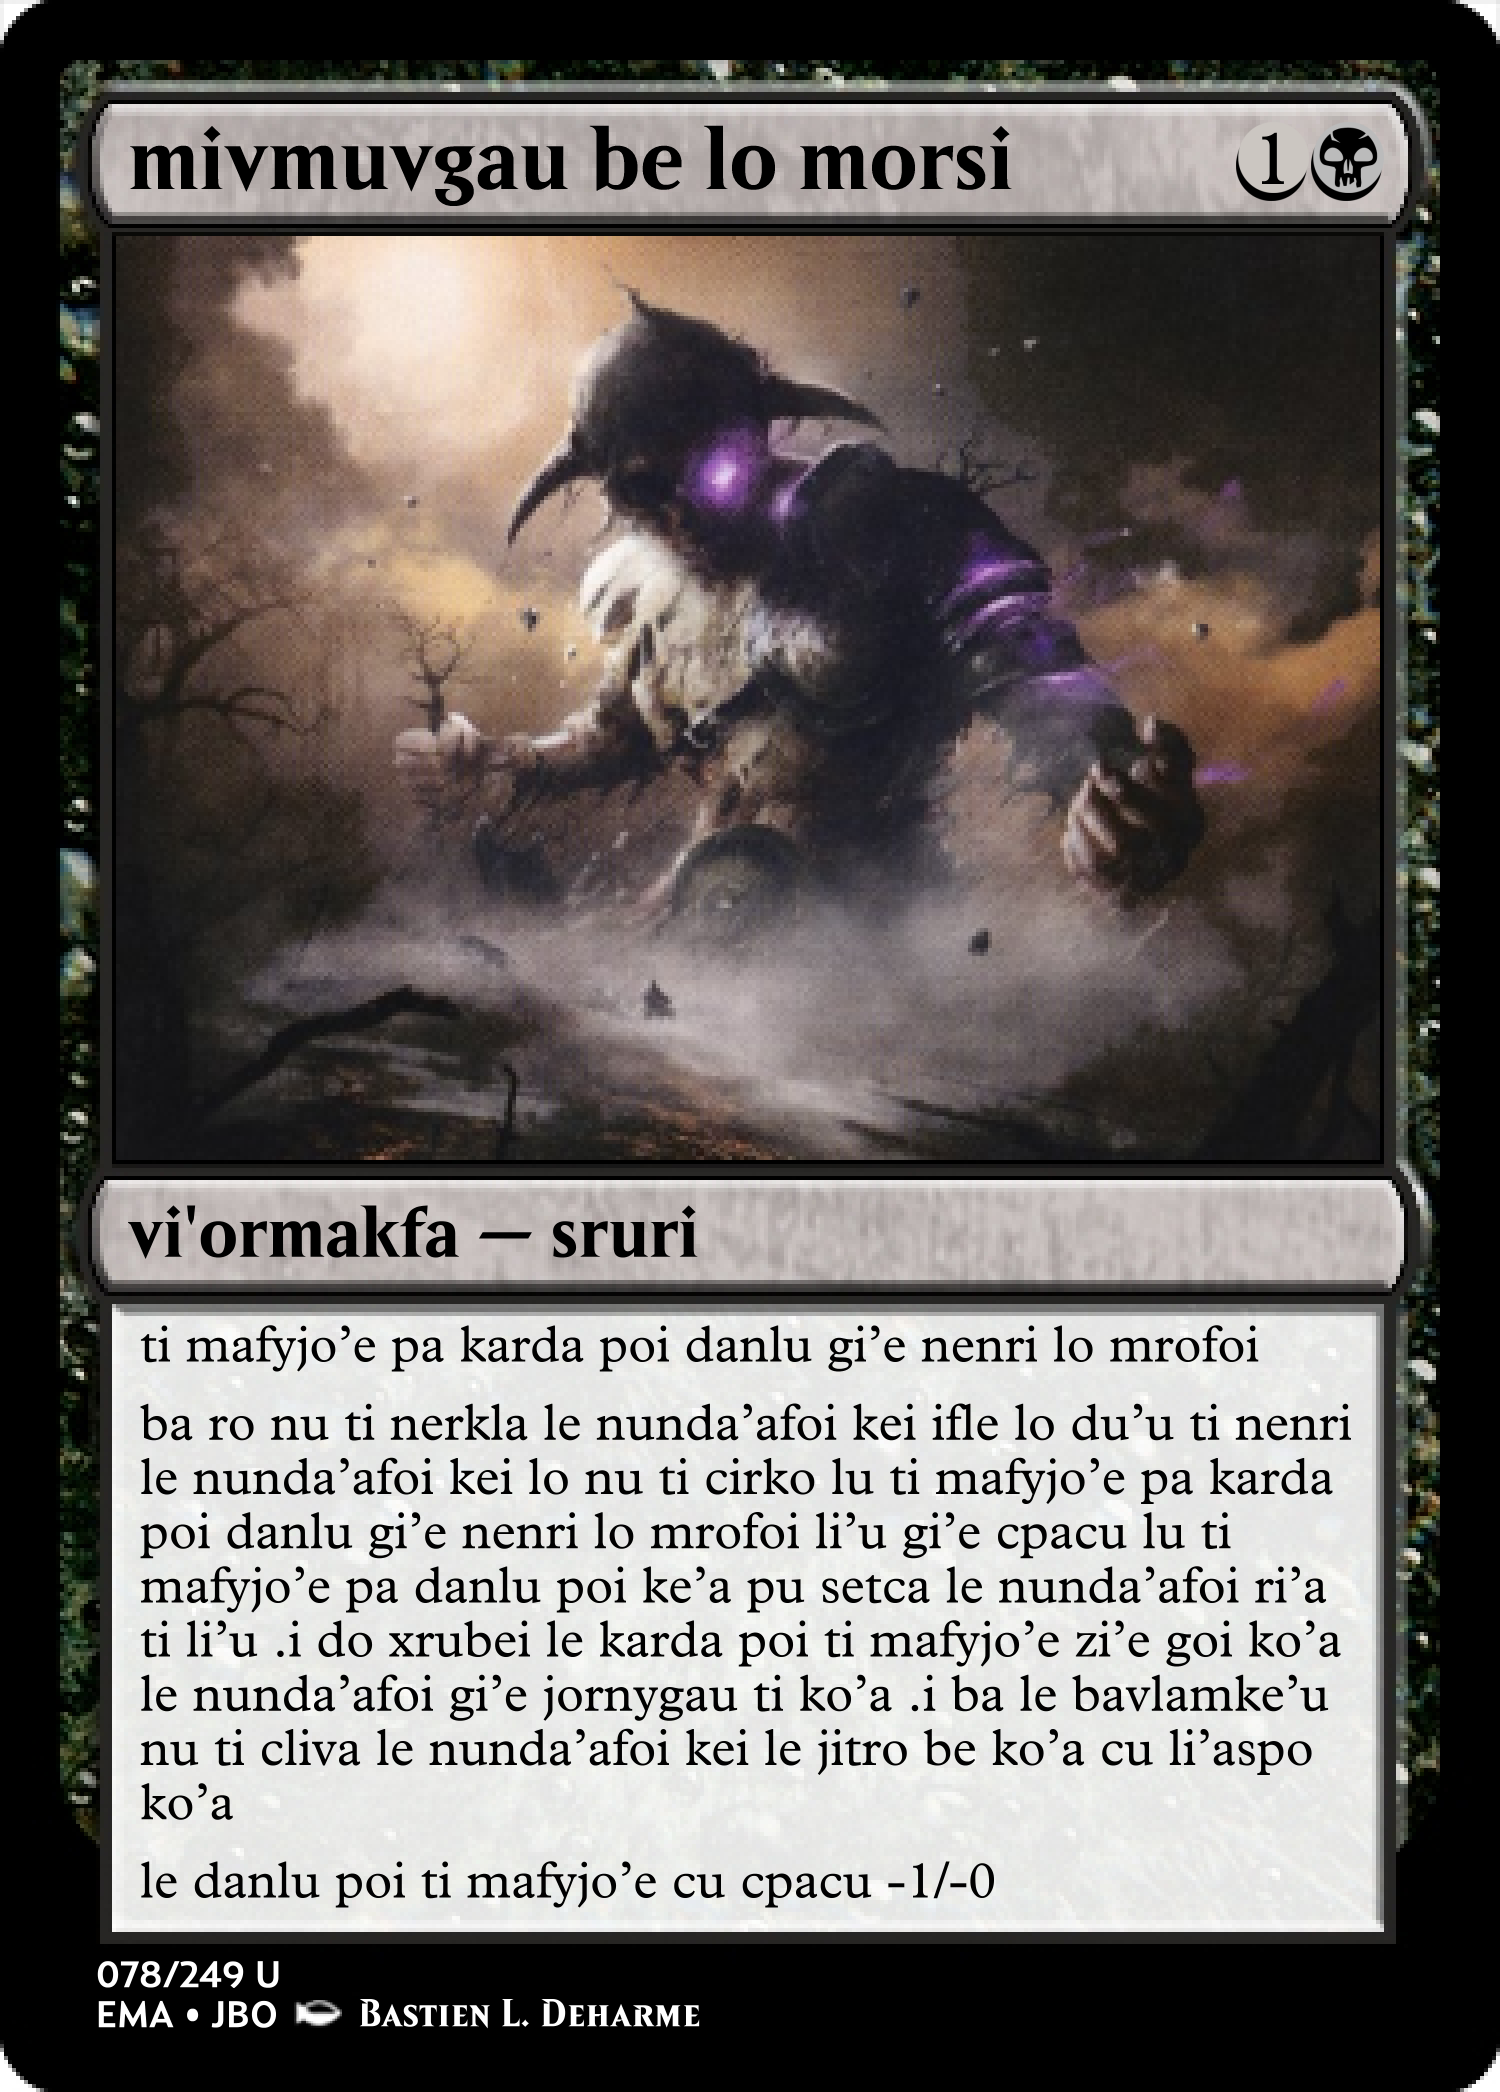 mivmuvgau be lo morsi 1
vi'ormakfa — sruri
ti mafyjo’e pa karda poi danlu gi’e nenri lo mrofoi
ba ro nu ti nerkla le nunda’afoi kei ifle lo du’u ti nenri
le nunda’afoi kei lo nu ti cirko lu ti mafyjo’e pa karda
poi danlu gi’e nenri lo mrofoi li’u gi’e cpacu lu ti
mafyjo’e pa danlu poi ke’a pu setca le nunda’afoi ri’a
ti li’u .i do xrubei le karda poi ti mafyjo’e zi’e goi ko’a
le nunda’afoi gi’e jornygau ti ko’a .i ba le bavlamke’u
nu ti cliva le nunda’afoi kei le jitro be ko’a cu li’aspo
ko’a
le danlu poi ti mafyjo’e cu cpacu -1/-0
078/249 U
EMA • JBO Bastien L. Deharme